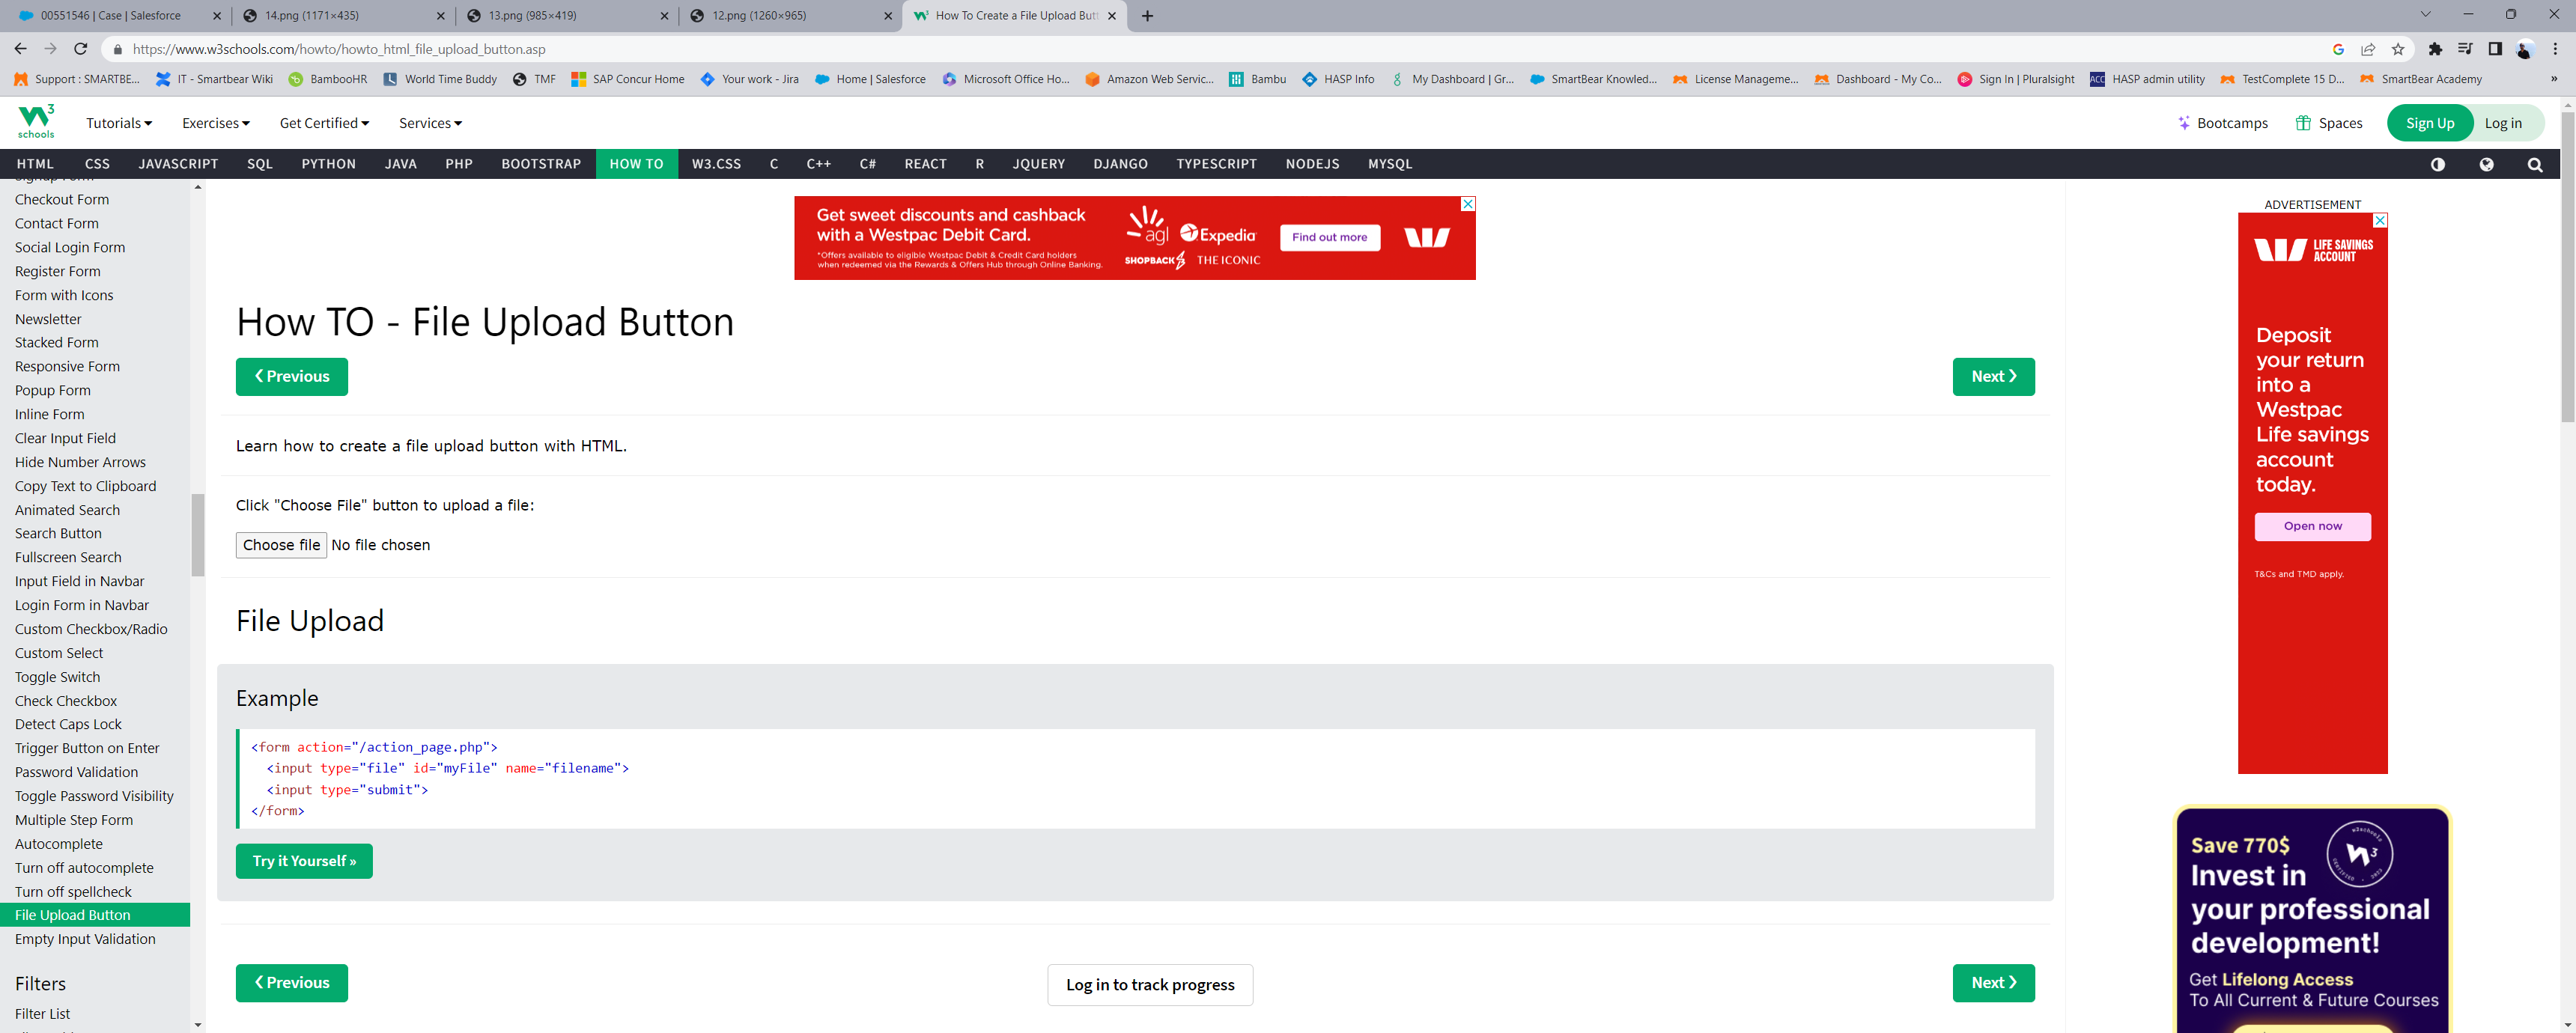 00551546 | Case | Salesforce
14.png (1171×435)
13.png (985×419)
12.png (1260×965)
How To Create a File Upload Butt
https://www.w3schools.com/howto/howto_html_file_upload_button.asp
Support : SMARTBE...
IT - Smartbear Wiki
BambooHR
World Time Buddy
TMF
SAP Concur Home
Your work - Jira
Home | Salesforce
Microsoft Office Ho...
Amazon Web Servic...
Bambu
HASP Info
My Dashboard | Gr...
SmartBear Knowled...
License Manageme...
Dashboard - My Co...
Sign In | Pluralsight
HASP admin utility
TestComplete 15 D...
SmartBear Academy
»
schools
Tutorials
Exercises
Get Certified
Services
Bootcamps
Spaces
Sign Up
Log in
HTML
CSS
JAVASCRIPT
SQL
PYTHON
JAVA
PHP
BOOTSTRAP
HOW TO
W3.CSS
C
C++
C#
REACT
R
JQUERY
DJANGO
TYPESCRIPT
NODEJS
MYSQL
Checkout Form
Contact Form
Social Login Form
Register Form
Form with Icons
Newsletter
Stacked Form
Responsive Form
Popup Form
Inline Form
Clear Input Field
Hide Number Arrows
Copy Text to Clipboard
Animated Search
Search Button
Fullscreen Search
Input Field in Navbar
Login Form in Navbar
Custom Checkbox/Radio
Custom Select
Toggle Switch
Check Checkbox
Detect Caps Lock
Trigger Button on Enter
Password Validation
Toggle Password Visibility
Multiple Step Form
Autocomplete
Turn off autocomplete
Turn off spellcheck
File Upload Button
Empty Input Validation
Filters
Filter List
Get sweet discounts and cashback
with a Westpac Debit Card.
*Offers available to eligible Westpac Debit & Credit Card holders
when redeemed via the Rewards & Offers Hub through Online Banking.
agl
Expedia
SHOPBACK
THE ICONIC
Find out more
How TO - File Upload Button
❮ Previous
Next ❯
Learn how to create a file upload button with HTML.
Click "Choose File" button to upload a file:
Choose file
No file chosen
File Upload
Example
<form action="/action_page.php">
<input type="file" id="myFile" name="filename">
<input type="submit">
</form>
Try it Yourself »
❮ Previous
Log in to track progress
Next ❯
ADVERTISEMENT
LIFE SAVINGS
ACCOUNT
Deposit
your return
into a
Westpac
Life savings
account
today.
Open now
T&Cs and TMD apply.
Save 770$
Invest in
your professional
development!
Get Lifelong Access
To All Current & Future Courses